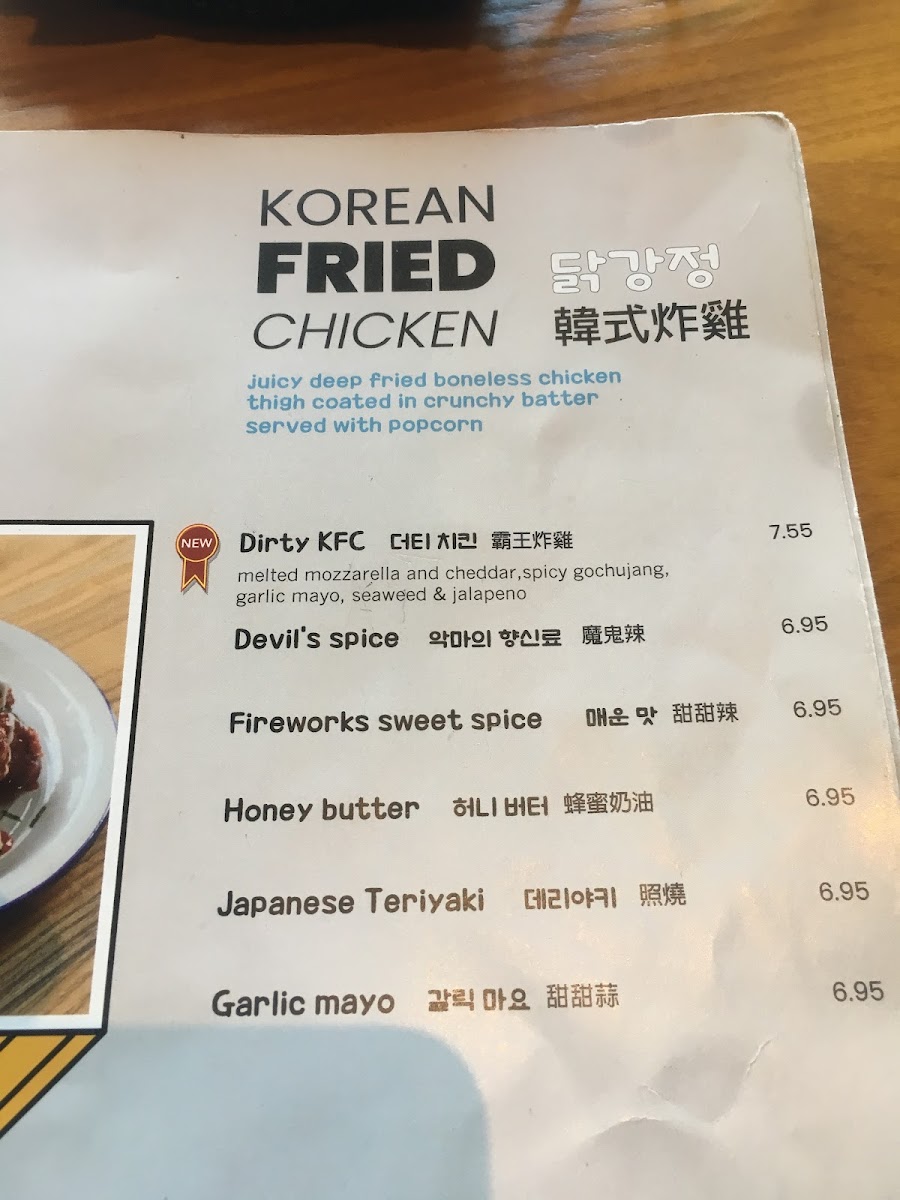 KOREAN
FRIED
CHICKEN
닭강정
韓式炸雞
juicy deep fried boneless chicken
thigh coated in crunchy batter
served with popcorn
NEW
Dirty KFC 더티 치킨 霸王炸雞 7.55
melted mozzarella and cheddar,spicy gochujang,
garlic mayo, seaweed & jalapeno
Devil's spice 악마의 향신료 魔鬼辣 6.95
Fireworks sweet spice 매운 맛 甜甜辣 6.95
Honey butter 허니 버터 蜂蜜奶油 6.95
Japanese Teriyaki 데리야키 照燒 6.95
Garlic mayo 갈릭 마요 甜甜蒜 6.95